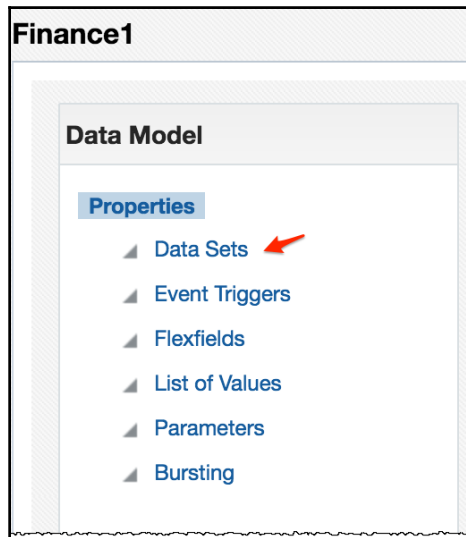 Finance1
Data Model
Properties
Data Sets
Event Triggers
Flexfields
List of Values
Parameters
Bursting